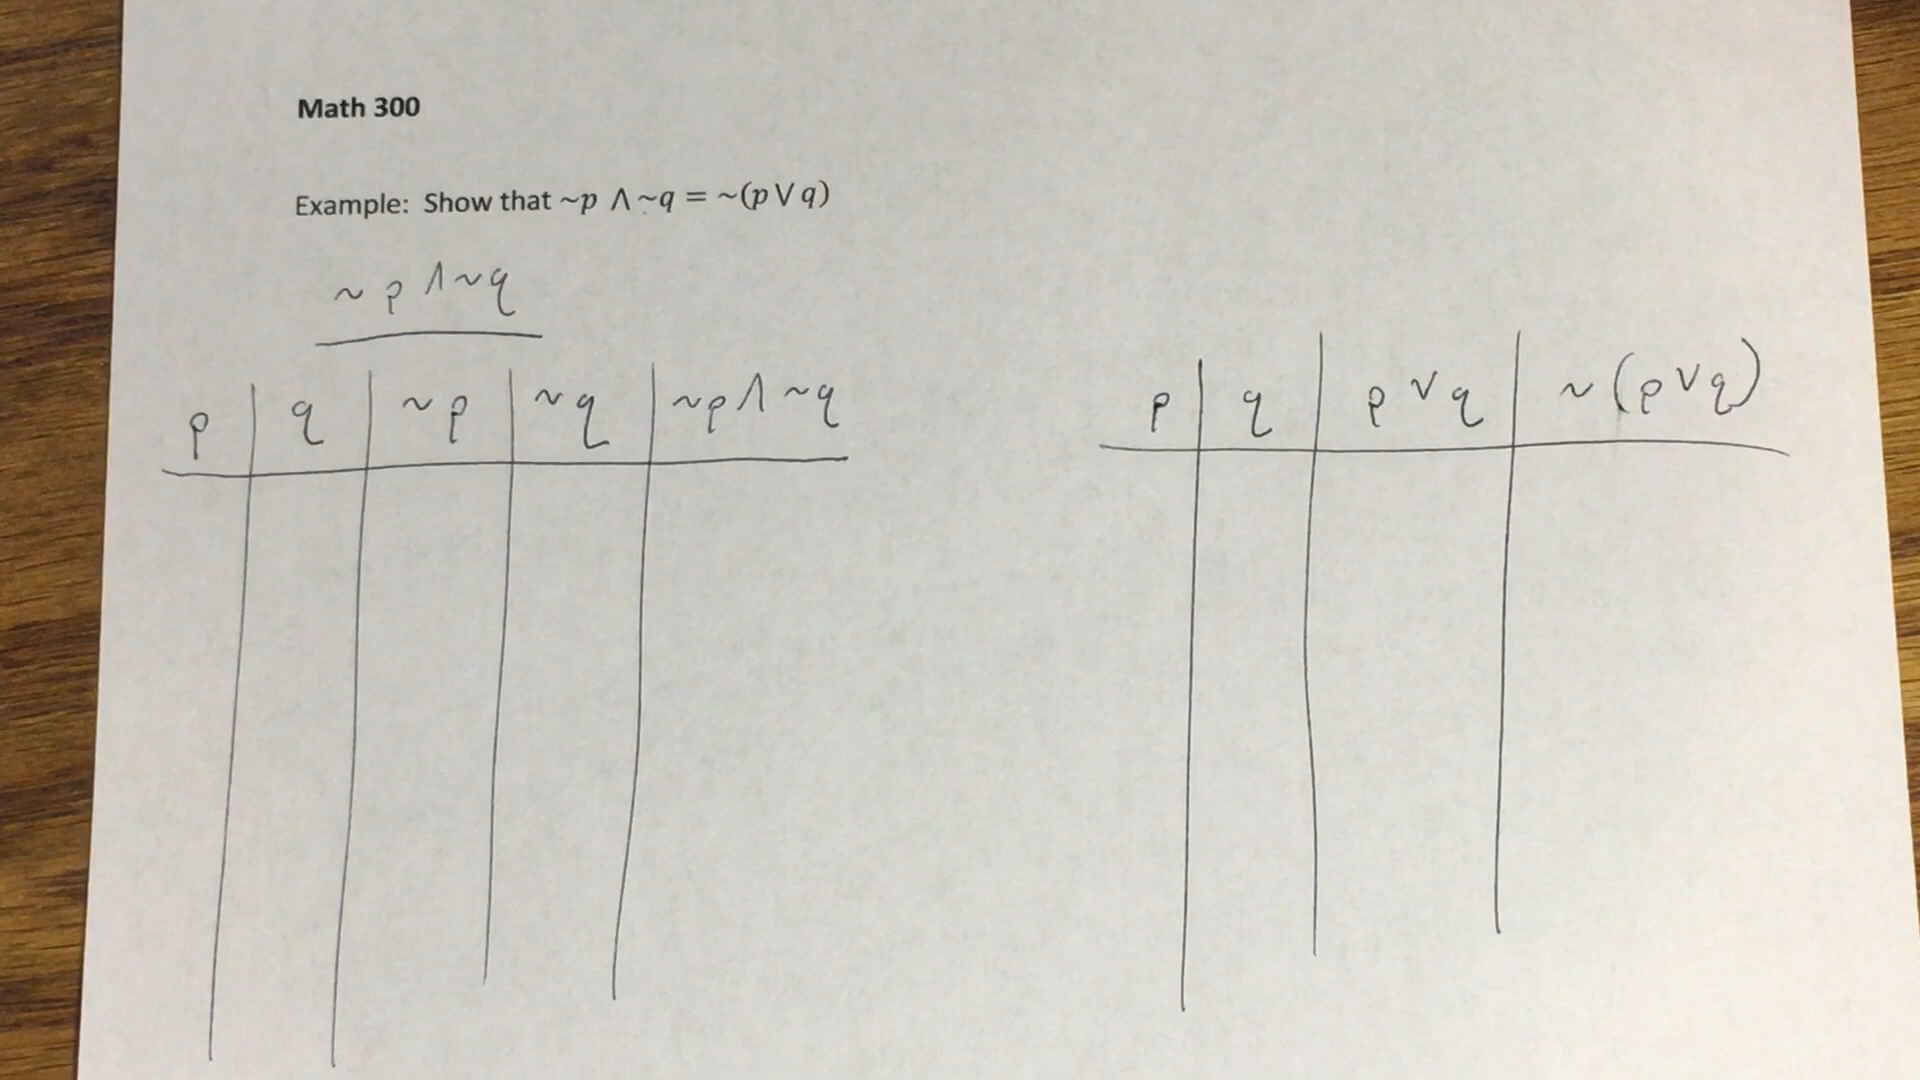 Math 300
Example: Show that ~p ∧ ~q = ~(p ∨ q)
~p ∧ ~q
p q ~p ~q ~p ∧ ~q
p q p ∨ q ~(p ∨ q)